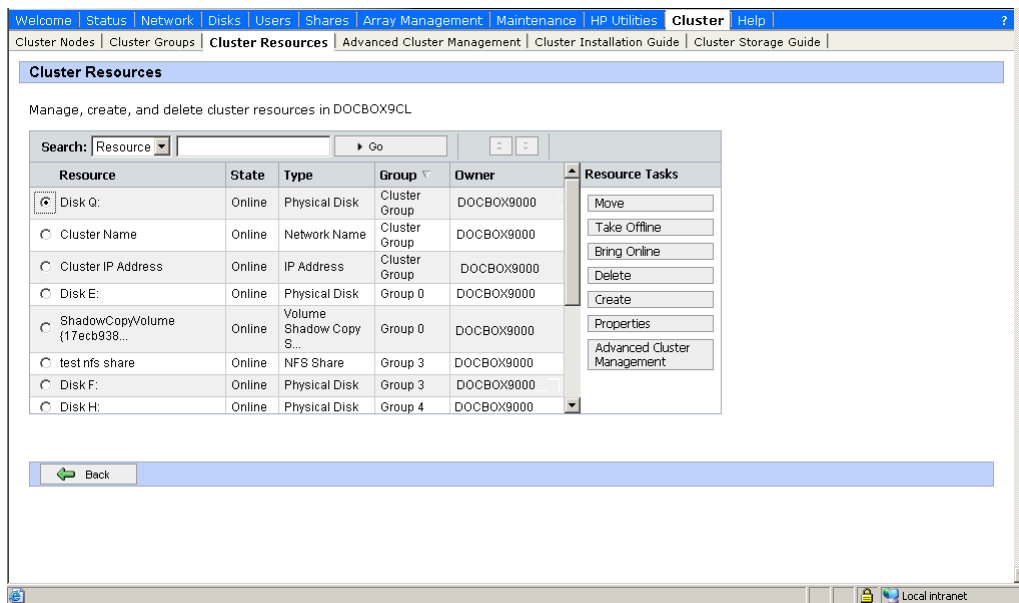 Welcome | Status | Network | Disks | Users | Shares | Array Management | Maintenance | HP Utilities | Cluster | Help | ?
Cluster Nodes | Cluster Groups | Cluster Resources | Advanced Cluster Management | Cluster Installation Guide | Cluster Storage Guide |
Cluster Resources
Manage, create, and delete cluster resources in DOCBOX9CL
Search: Resource Go
Resource State Type Group Owner Resource Tasks
Disk Q: Online Physical Disk Cluster Group DOCBOX9000
Cluster Name Online Network Name Cluster Group DOCBOX9000
Cluster IP Address Online IP Address Cluster Group DOCBOX9000
Disk E: Online Physical Disk Group 0 DOCBOX9000
ShadowCopyVolume {17ecb938... Online Volume Shadow Copy S... Group 0 DOCBOX9000
test nfs share Online NFS Share Group 3 DOCBOX9000
Disk F: Online Physical Disk Group 3 DOCBOX9000
Disk H: Online Physical Disk Group 4 DOCBOX9000
Move
Take Offline
Bring Online
Delete
Create
Properties
Advanced Cluster
Management
Back
Local intranet